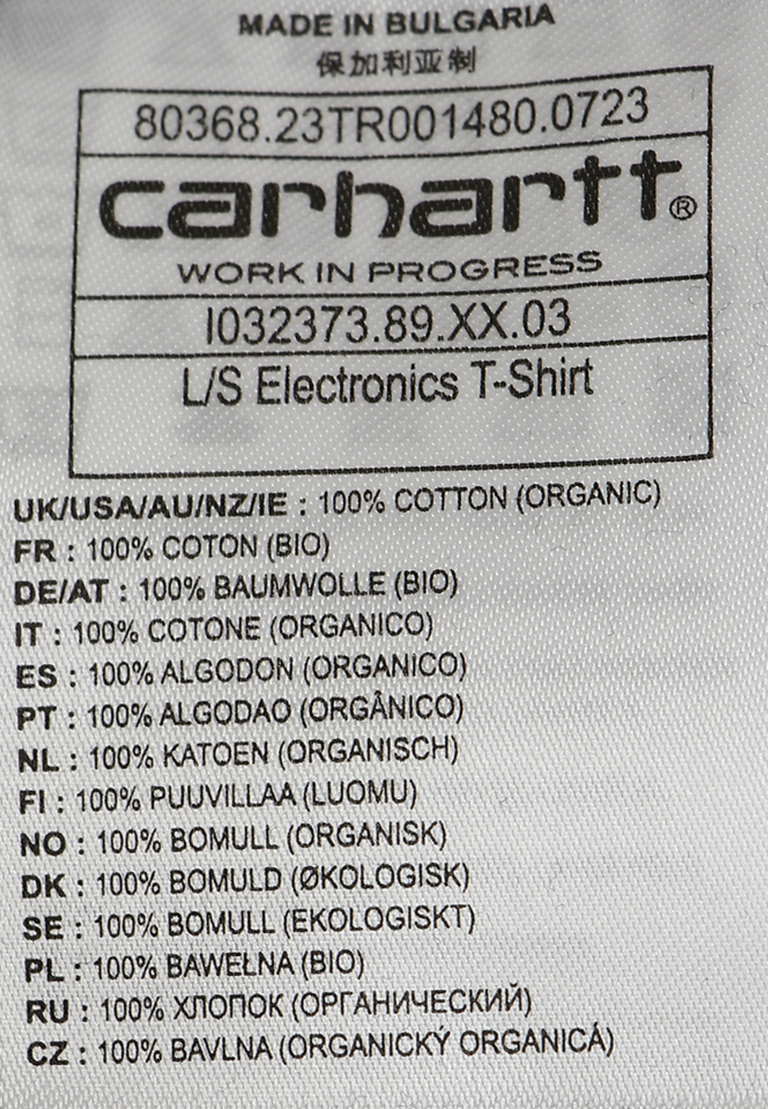 MADE IN BULGARIA
保加利亚制
80368.23TR001480.0723
carhartt®
WORK IN PROGRESS
I032373.89.XX.03
L/S Electronics T-Shirt
UK/USA/AU/NZ/IE : 100% COTTON (ORGANIC)
FR : 100% COTON (BIO)
DE/AT : 100% BAUMWOLLE (BIO)
IT : 100% COTONE (ORGANICO)
ES : 100% ALGODON (ORGANICO)
PT : 100% ALGODAO (ORGÂNICO)
NL : 100% KATOEN (ORGANISCH)
FI : 100% PUUVILLAA (LUOMU)
NO : 100% BOMULL (ORGANISK)
DK : 100% BOMULD (ØKOLOGISK)
SE : 100% BOMULL (EKOLOGISKT)
PL : 100% BAWEŁNA (BIO)
RU : 100% ХЛОПОК (ОРГАНИЧЕСКИЙ)
CZ : 100% BAVLNA (ORGANICKÝ ORGANICÁ)